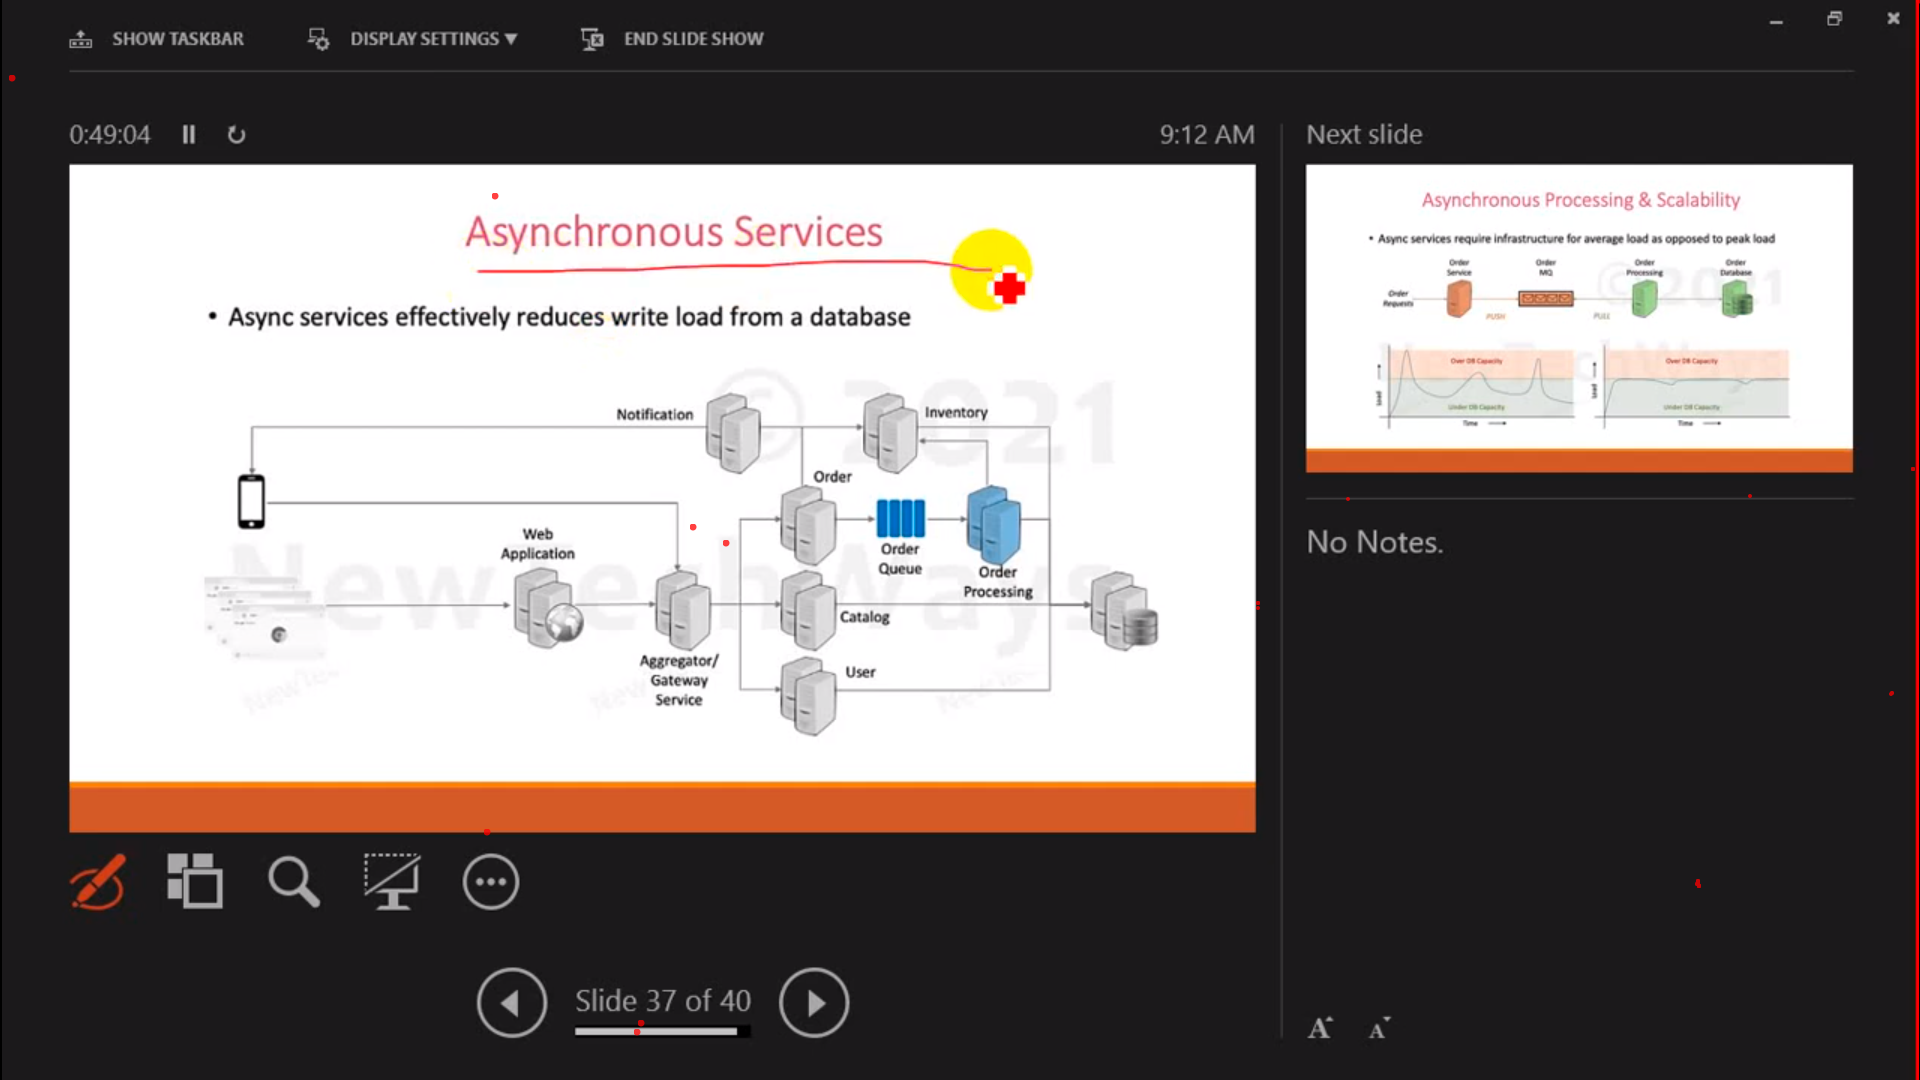 SHOW TASKBAR DISPLAY SETTINGS ▼ END SLIDE SHOW
0:49:04 9:12 AM
Asynchronous Services
• Async services effectively reduces write load from a database
© 2021
NewTechWays
Notification
Inventory
Order
Web
Application
Order
Queue
Order
Processing
Catalog
Aggregator/
Gateway
Service
User
Slide 37 of 40
Next slide
Asynchronous Processing & Scalability
• Async services require infrastructure for average load as opposed to peak load
Order
Service
Order
MQ
Order
Processing
Order
Database
Order
Requests
PUSH
PULL
Over DB Capacity
Under DB Capacity
Load
Time
Over DB Capacity
Under DB Capacity
Load
Time
No Notes.
A A